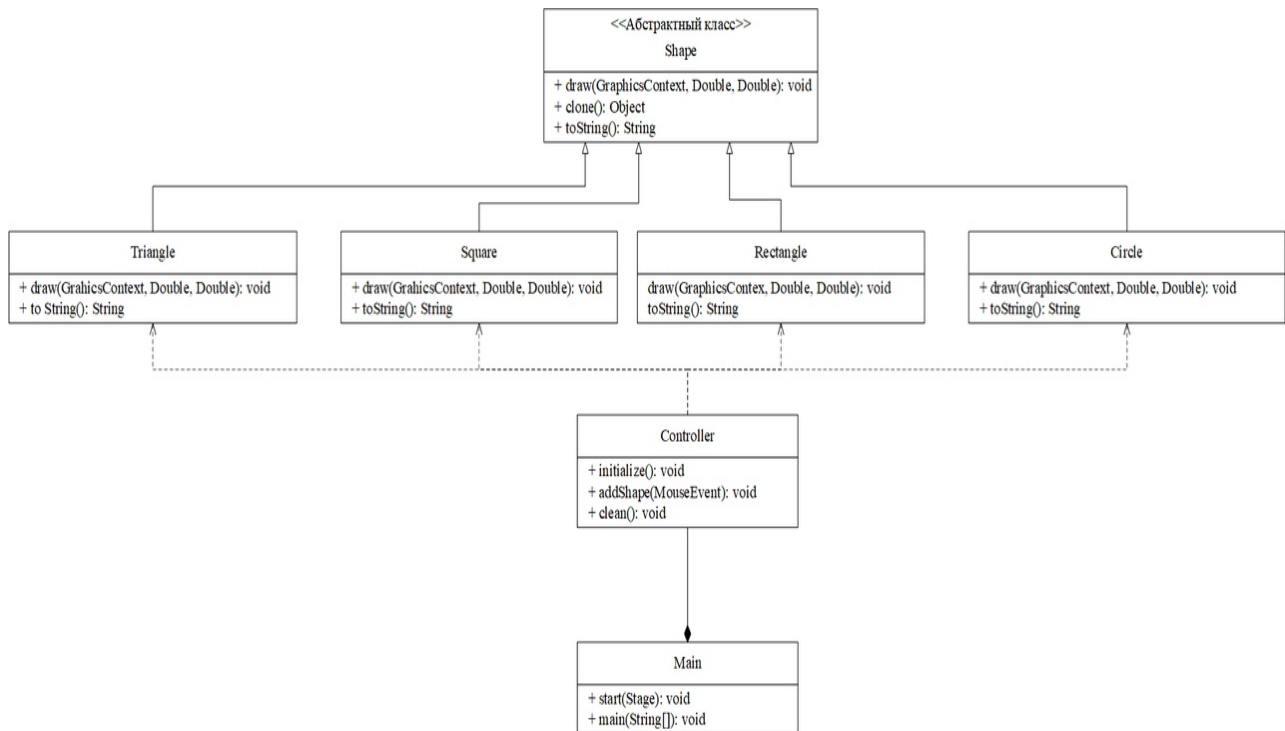 <<Абстрактный класс>>
Shape
+ draw(GraphicsContext, Double, Double): void
+ clone(): Object
+ toString(): String
Triangle
+ draw(GrahicsContext, Double, Double): void
+ to String(): String
Square
+ draw(GrahicsContext, Double, Double): void
+ toString(): String
Rectangle
draw(GraphicsContex, Double, Double): void
toString(): String
Circle
+ draw(GraphicsContext, Double, Double): void
+ toString(): String
Controller
+ initialize(): void
+ addShape(MouseEvent): void
+ clean(): void
Main
+ start(Stage): void
+ main(String[]): void